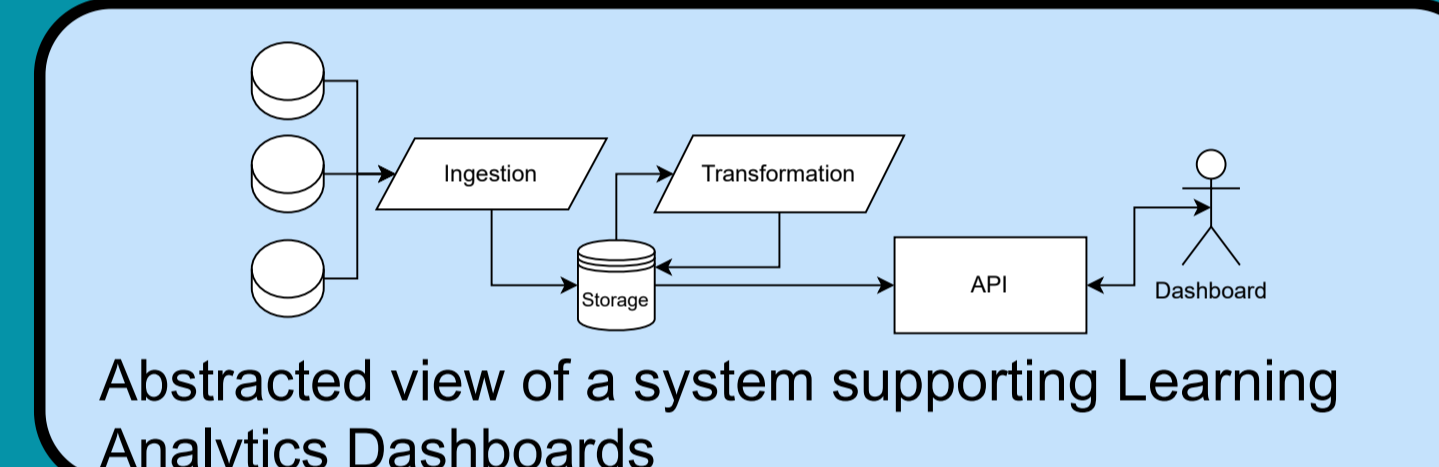 Ingestion
Transformation
Storage
API
Dashboard
Abstracted view of a system supporting Learning
Analytics Dashboards